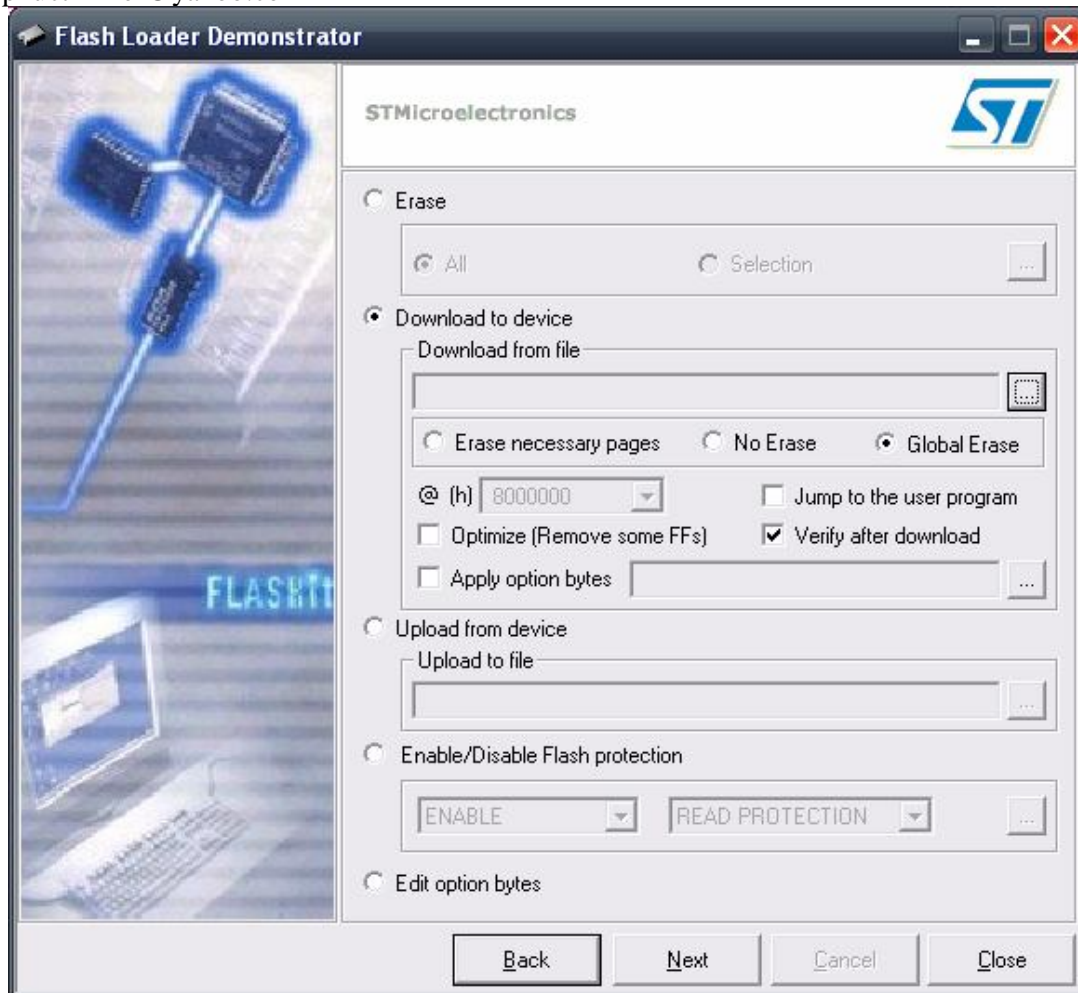 Flash Loader Demonstrator
STMicroelectronics
ST
Erase
All Selection ...
Download to device
Download from file
...
Erase necessary pages No Erase Global Erase
@ (h) 8000000 Jump to the user program
Optimize (Remove some FFs) Verify after download
Apply option bytes ...
FLASHit
Upload from device
Upload to file
...
Enable/Disable Flash protection
ENABLE READ PROTECTION ...
Edit option bytes
Back Next Cancel Close